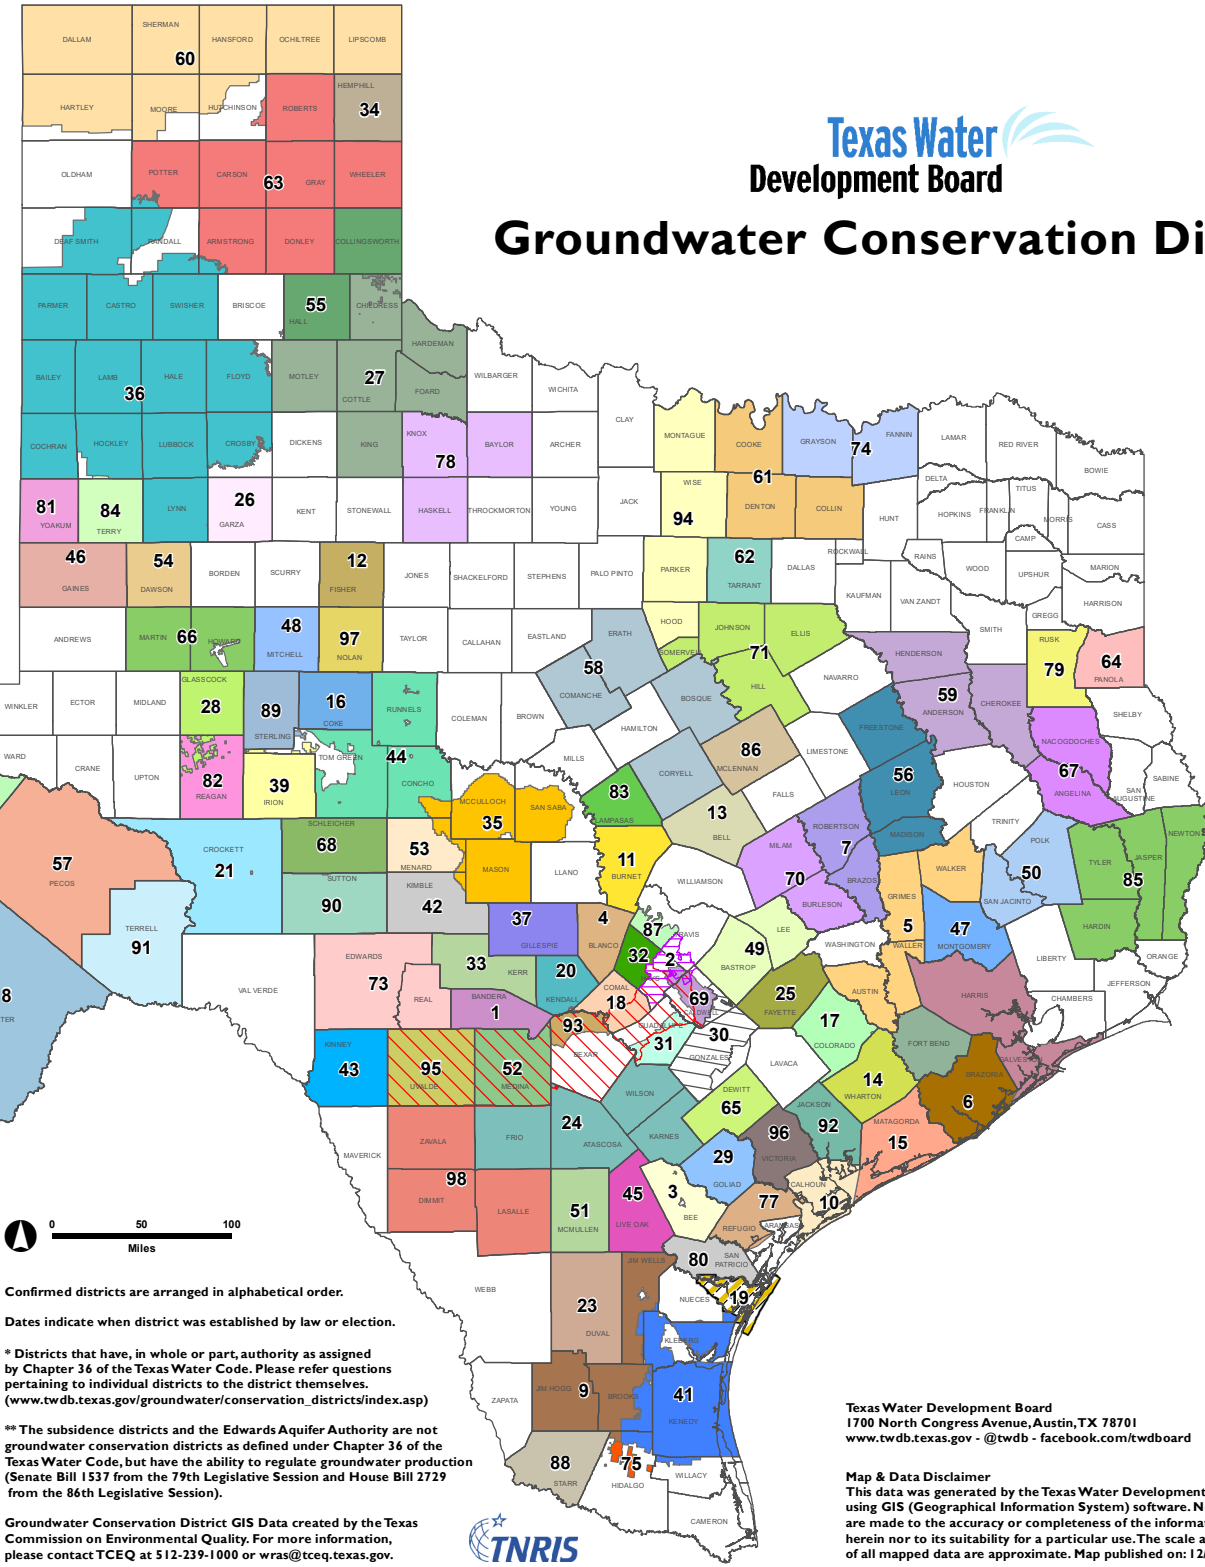 Texas Water
Development Board
Groundwater Conservation Di
DALLAM
SHERMAN
HANSFORD
OCHILTREE
LIPSCOMB
60
HARTLEY
MOORE
HUTCHINSON
ROBERTS
HEMPHILL
34
OLDHAM
POTTER
CARSON
63
GRAY
WHEELER
DEAF SMITH
RANDALL
ARMSTRONG
DONLEY
COLLINGSWORTH
PARMER
CASTRO
SWISHER
BRISCOE
55
HALL
CHILDRESS
HARDEMAN
BAILEY
LAMB
36
HALE
FLOYD
MOTLEY
27
COTTLE
FOARD
WILBARGER
WICHITA
CLAY
MONTAGUE
COOKE
GRAYSON
74
FANNIN
LAMAR
RED RIVER
BOWIE
COCHRAN
HOCKLEY
LUBBOCK
CROSBY
DICKENS
KING
KNOX
78
BAYLOR
ARCHER
81
YOAKUM
84
TERRY
LYNN
26
GARZA
KENT
STONEWALL
HASKELL
THROCKMORTON
YOUNG
JACK
WISE
94
61
DENTON
COLLIN
HUNT
DELTA
HOPKINS
FRANKLIN
TITUS
MORRIS
CASS
CAMP
46
GAINES
54
DAWSON
BORDEN
SCURRY
12
FISHER
JONES
SHACKELFORD
STEPHENS
PALO PINTO
PARKER
62
TARRANT
DALLAS
ROCKWALL
KAUFMAN
RAINS
VAN ZANDT
WOOD
UPSHUR
MARION
HARRISON
GREGG
SMITH
ANDREWS
MARTIN
66
HOWARD
48
MITCHELL
97
NOLAN
TAYLOR
CALLAHAN
EASTLAND
ERATH
HOOD
SOMERVELL
JOHNSON
71
ELLIS
HILL
NAVARRO
HENDERSON
59
ANDERSON
CHEROKEE
RUSK
79
64
PANOLA
SHELBY
WINKLER
ECTOR
MIDLAND
GLASSCOCK
28
89
STERLING
16
COKE
RUNNELS
COLEMAN
BROWN
58
COMANCHE
HAMILTON
BOSQUE
86
MCLENNAN
LIMESTONE
FREESTONE
56
LEON
HOUSTON
NACOGDOCHES
67
ANGELINA
SAN
AUGUSTINE
SABINE
WARD
CRANE
UPTON
82
REAGAN
39
IRION
TOM GREEN
44
CONCHO
MCCULLOCH
35
SAN SABA
MILLS
83
LAMPASAS
CORYELL
13
BELL
FALLS
ROBERTSON
7
MADISON
TRINITY
POLK
50
SAN JACINTO
TYLER
85
JASPER
NEWTON
57
PECOS
CROCKETT
21
SCHLEICHER
68
53
MENARD
MASON
LLANO
11
BURNET
WILLIAMSON
MILAM
70
BRAZOS
BURLESON
GRIMES
5
WALKER
47
MONTGOMERY
HARDIN
LIBERTY
ORANGE
JEFFERSON
CHAMBERS
TERRELL
91
SUTTON
90
KIMBLE
42
37
GILLESPIE
4
BLANCO
87
TRAVIS
49
LEE
BASTROP
WASHINGTON
WALLER
AUSTIN
HARRIS
VAL VERDE
EDWARDS
73
REAL
33
KERR
BANDERA
1
20
KENDALL
32
HAYS
2
COMAL
18
69
CALDWELL
25
FAYETTE
17
COLORADO
FORT BEND
GALVESTON
8
KINNEY
43
95
UVALDE
52
MEDINA
93
BEXAR
GUADALUPE
31
30
GONZALES
LAVACA
14
WHARTON
BRAZORIA
6
WILSON
DEWITT
65
JACKSON
92
MATAGORDA
15
MAVERICK
ZAVALA
FRIO
24
ATASCOSA
KARNES
29
GOLIAD
96
VICTORIA
CALHOUN
10
98
DIMMIT
LASALLE
51
MCMULLEN
45
LIVE OAK
3
BEE
77
REFUGIO
ARANSAS
WEBB
23
DUVAL
JIM WELLS
80
SAN
PATRICIO
NUECES
19
KLEBERG
ZAPATA
JIM HOGG
9
BROOKS
41
KENEDY
88
STARR
75
HIDALGO
WILLACY
CAMERON
0 50 100
Miles
Confirmed districts are arranged in alphabetical order.
Dates indicate when district was established by law or election.
* Districts that have, in whole or part, authority as assigned
by Chapter 36 of the Texas Water Code. Please refer questions
pertaining to individual districts to the district themselves.
(www.twdb.texas.gov/groundwater/conservation_districts/index.asp)
** The subsidence districts and the Edwards Aquifer Authority are not
groundwater conservation districts as defined under Chapter 36 of the
Texas Water Code, but have the ability to regulate groundwater production
(Senate Bill 1537 from the 79th Legislative Session and House Bill 2729
from the 86th Legislative Session).
Groundwater Conservation District GIS Data created by the Texas
Commission on Environmental Quality. For more information,
please contact TCEQ at 512-239-1000 or wras@tceq.texas.gov.
TNRIS
Texas Water Development Board
1700 North Congress Avenue, Austin, TX 78701
www.twdb.texas.gov - @twdb - facebook.com/twdboard
Map & Data Disclaimer
This data was generated by the Texas Water Development
using GIS (Geographical Information System) software. N
are made to the accuracy or completeness of the informa
herein nor to its suitability for a particular use. The scale a
of all mapped data are approximate. Map published on: 12/